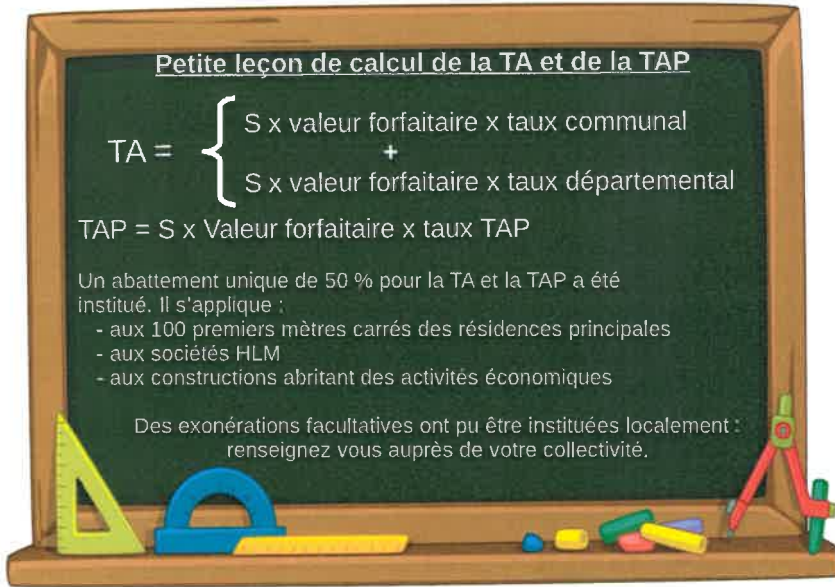 Petite leçon de calcul de la TA et de la TAP
TA = { S x valeur forfaitaire x taux communal
+
S x valeur forfaitaire x taux départemental
TAP = S x Valeur forfaitaire x taux TAP
Un abattement unique de 50 % pour la TA et la TAP a été
institué. Il s'applique :
- aux 100 premiers mètres carrés des résidences principales
- aux sociétés HLM
- aux constructions abritant des activités économiques
Des exonérations facultatives ont pu être instituées localement :
renseignez vous auprès de votre collectivité.